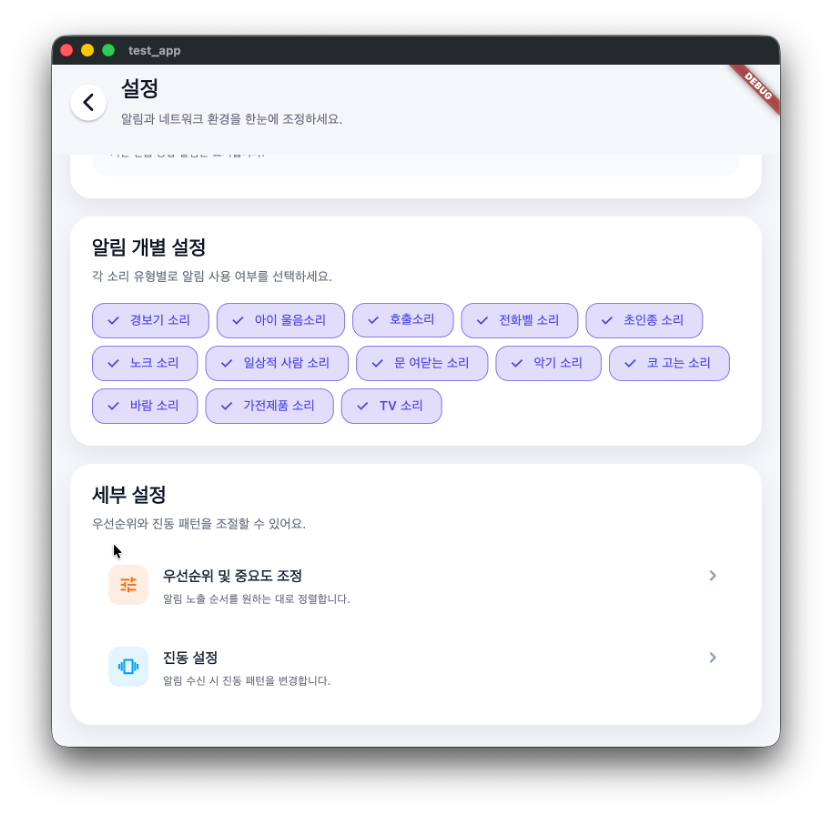 test_app
DEBUG
설정
알림과 네트워크 환경을 한눈에 조정하세요.
알림 개별 설정
각 소리 유형별로 알림 사용 여부를 선택하세요.
경보기 소리 아이 울음소리 호출소리 전화벨 소리 초인종 소리
노크 소리 일상적 사람 소리 문 여닫는 소리 악기 소리 코 고는 소리
바람 소리 가전제품 소리 TV 소리
세부 설정
우선순위와 진동 패턴을 조절할 수 있어요.
우선순위 및 중요도 조정
알림 노출 순서를 원하는 대로 정렬합니다.
진동 설정
알림 수신 시 진동 패턴을 변경합니다.